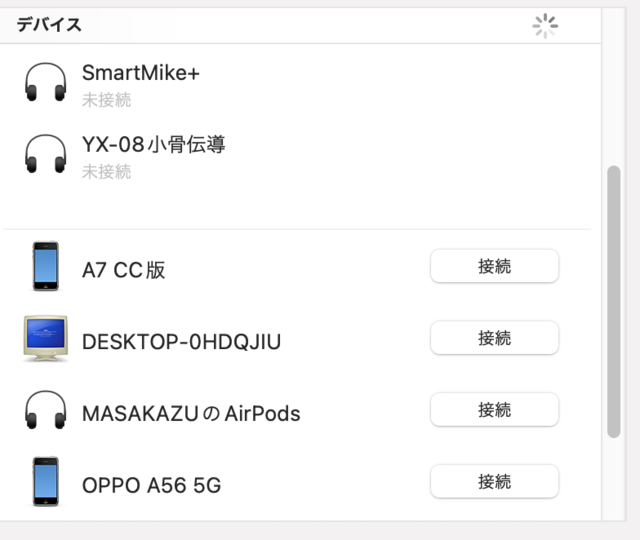 デバイス
SmartMike+
未接続
YX-08小骨伝導
未接続
A7 CC版
接続
DESKTOP-0HDQJIU
接続
MASAKAZUのAirPods
接続
OPPO A56 5G
接続